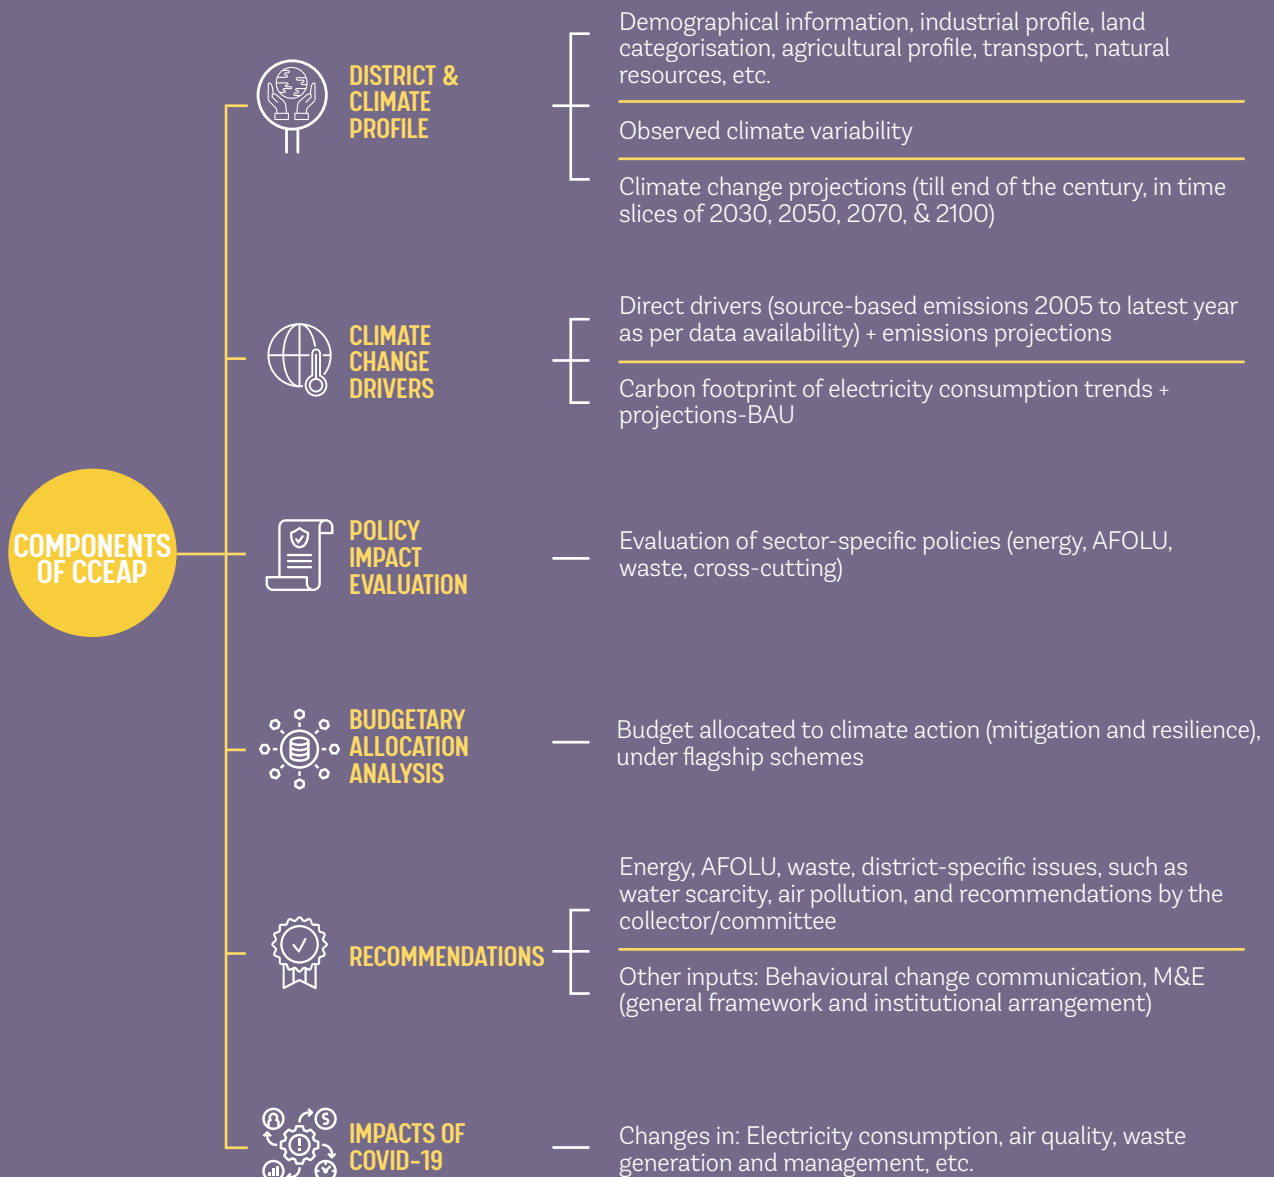 COMPONENTS
OF CCEAP
DISTRICT &
CLIMATE
PROFILE
Demographical information, industrial profile, land
categorisation, agricultural profile, transport, natural
resources, etc.
Observed climate variability
Climate change projections (till end of the century, in time
slices of 2030, 2050, 2070, & 2100)
CLIMATE
CHANGE
DRIVERS
Direct drivers (source-based emissions 2005 to latest year
as per data availability) + emissions projections
Carbon footprint of electricity consumption trends +
projections-BAU
POLICY
IMPACT
EVALUATION
Evaluation of sector-specific policies (energy, AFOLU,
waste, cross-cutting)
BUDGETARY
ALLOCATION
ANALYSIS
Budget allocated to climate action (mitigation and resilience),
under flagship schemes
RECOMMENDATIONS
Energy, AFOLU, waste, district-specific issues, such as
water scarcity, air pollution, and recommendations by the
collector/committee
Other inputs: Behavioural change communication, M&E
(general framework and institutional arrangement)
IMPACTS OF
COVID-19
Changes in: Electricity consumption, air quality, waste
generation and management, etc.